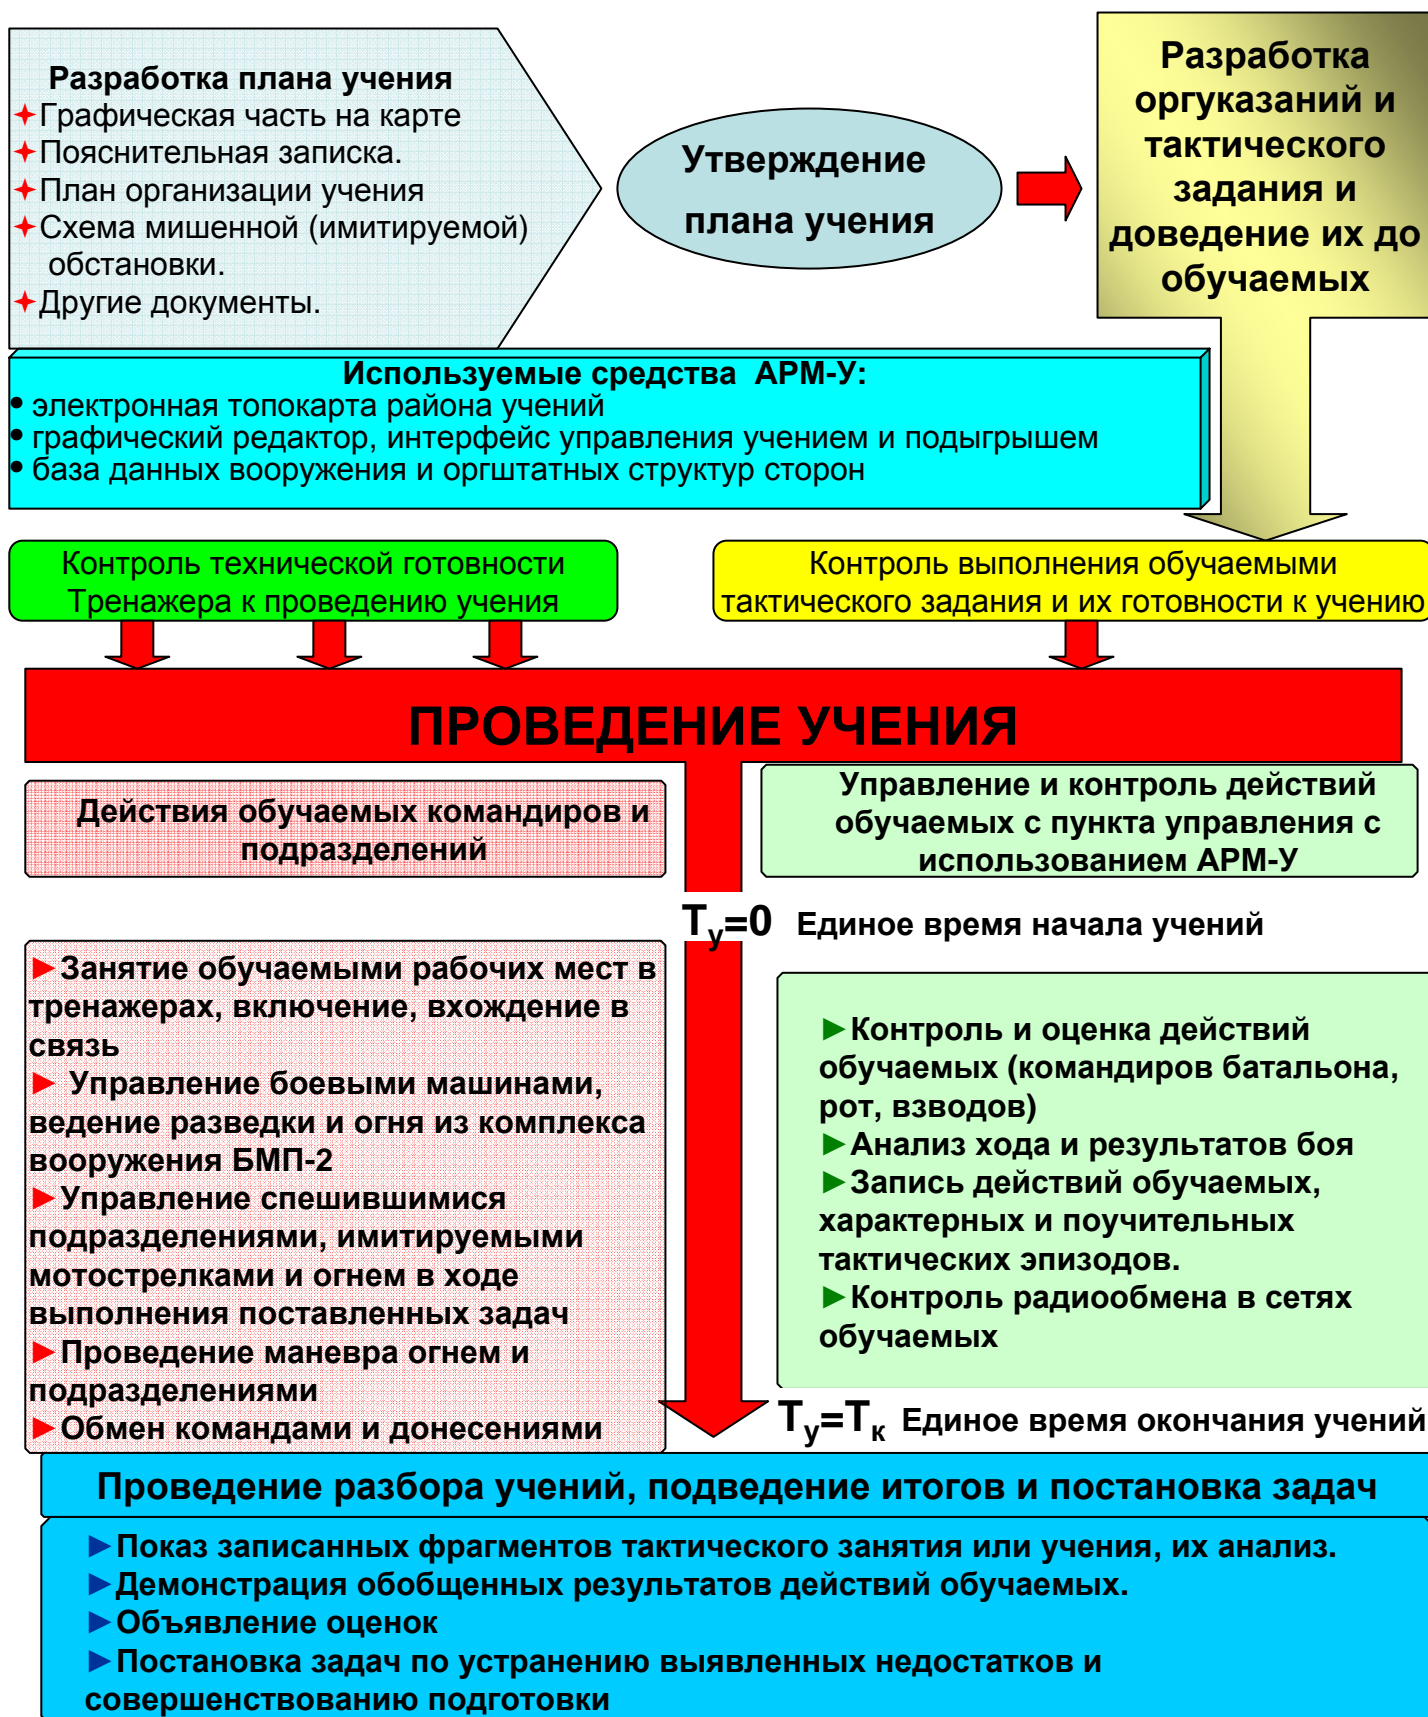 Разработка плана учения
Графическая часть на карте
Пояснительная записка.
План организации учения
Схема мишенной (имитируемой)
обстановки.
Другие документы.
Утверждение
плана учения
Разработка
оргуказаний и
тактического
задания и
доведение их до
обучаемых
Используемые средства АРМ-У:
• электронная топокарта района учений
• графический редактор, интерфейс управления учением и подыгрышем
• база данных вооружения и оргштатных структур сторон
Контроль технической готовности
Тренажера к проведению учения
Контроль выполнения обучаемыми
тактического задания и их готовности к учению
ПРОВЕДЕНИЕ УЧЕНИЯ
Действия обучаемых командиров и
подразделений
Управление и контроль действий
обучаемых с пункта управления с
использованием АРМ-У
Tу=0 Единое время начала учений
►Занятие обучаемыми рабочих мест в
тренажерах, включение, вхождение в
связь
► Управление боевыми машинами,
ведение разведки и огня из комплекса
вооружения БМП-2
►Управление спешившимися
подразделениями, имитируемыми
мотострелками и огнем в ходе
выполнения поставленных задач
►Проведение маневра огнем и
подразделениями
►Обмен командами и донесениями
►Контроль и оценка действий
обучаемых (командиров батальона,
рот, взводов)
►Анализ хода и результатов боя
►Запись действий обучаемых,
характерных и поучительных
тактических эпизодов.
►Контроль радиообмена в сетях
обучаемых
Tу=Tк Единое время окончания учений
Проведение разбора учений, подведение итогов и постановка задач
►Показ записанных фрагментов тактического занятия или учения, их анализ.
►Демонстрация обобщенных результатов действий обучаемых.
►Объявление оценок
►Постановка задач по устранению выявленных недостатков и
совершенствованию подготовки